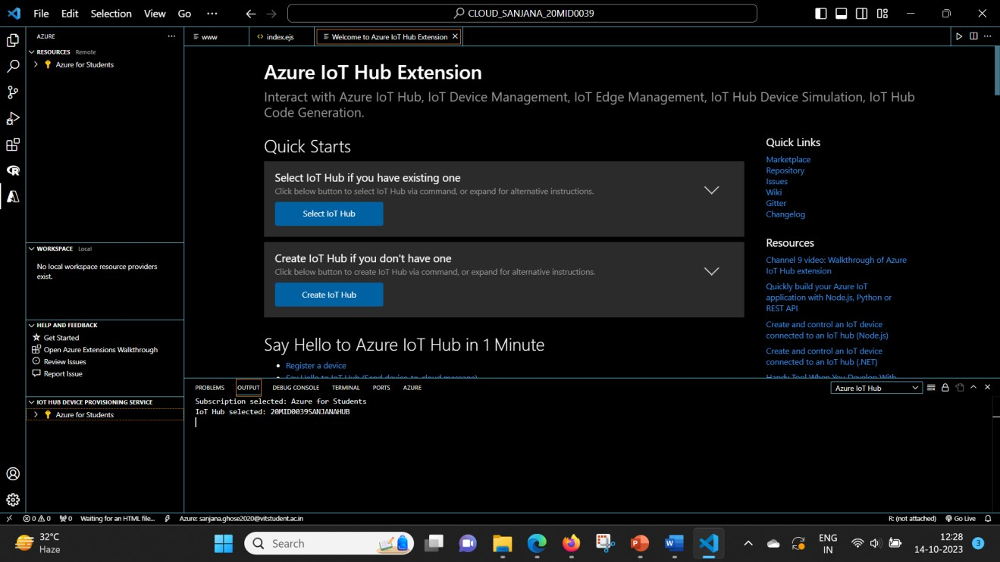 File Edit Selection View Go ...
CLOUD_SANJANA_20MID0039
AZURE
RESOURCES Remote
Azure for Students
WORKSPACE Local
No local workspace resource providers
exist.
HELP AND FEEDBACK
Get Started
Open Azure Extensions Walkthrough
Review Issues
Report Issue
IOT HUB DEVICE PROVISIONING SERVICE
Azure for Students
www
index.ejs
Welcome to Azure IoT Hub Extension
Azure IoT Hub Extension
Interact with Azure IoT Hub, IoT Device Management, IoT Edge Management, IoT Hub Device Simulation, IoT Hub
Code Generation.
Quick Starts
Select IoT Hub if you have existing one
Click below button to select IoT Hub via command, or expand for alternative instructions.
Select IoT Hub
Create IoT Hub if you don't have one
Click below button to create IoT Hub via command, or expand for alternative instructions.
Create IoT Hub
Say Hello to Azure IoT Hub in 1 Minute
• Register a device
• Say Hello to IoT Hub (Send device-to-cloud message)
Quick Links
Marketplace
Repository
Issues
Wiki
Gitter
Changelog
Resources
Channel 9 video: Walkthrough of Azure
IoT Hub extension
Quickly build your Azure IoT
application with Node.js, Python or
REST API
Create and control an IoT device
connected to an IoT hub (Node.js)
Create and control an IoT device
connected to an IoT hub (.NET)
Handy Tool When You Develop With
PROBLEMS OUTPUT DEBUG CONSOLE TERMINAL PORTS AZURE
Azure IoT Hub
Subscription selected: Azure for Students
IoT Hub selected: 20MID0039SANJANAHUB
0 0 0 Waiting for an HTML file... Azure: sanjana.ghose2020@vitstudent.ac.in
R: (not attached) Go Live
32°C
Haze
Search
ENG
IN
12:28
14-10-2023
3